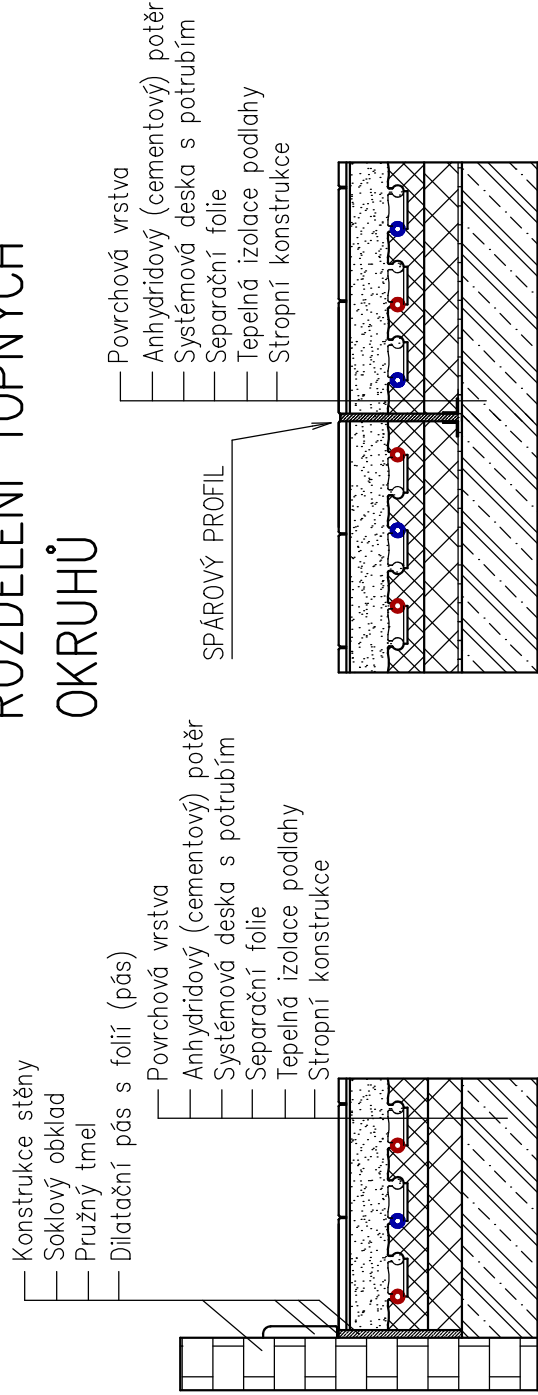 ROZDĚLENÍ TOPNÝCH
OKRUHŮ
Konstrukce stěny
Soklový obklad
Pružný tmel
Dilatační pás s folií (pás)
Povrchová vrstva
Anhydridový (cementový) potěr
Systémová deska s potrubím
Separační folie
Tepelná izolace podlahy
Stropní konstrukce
SPÁROVÝ PROFIL
Povrchová vrstva
Anhydridový (cementový) potěr
Systémová deska s potrubím
Separační folie
Tepelná izolace podlahy
Stropní konstrukce